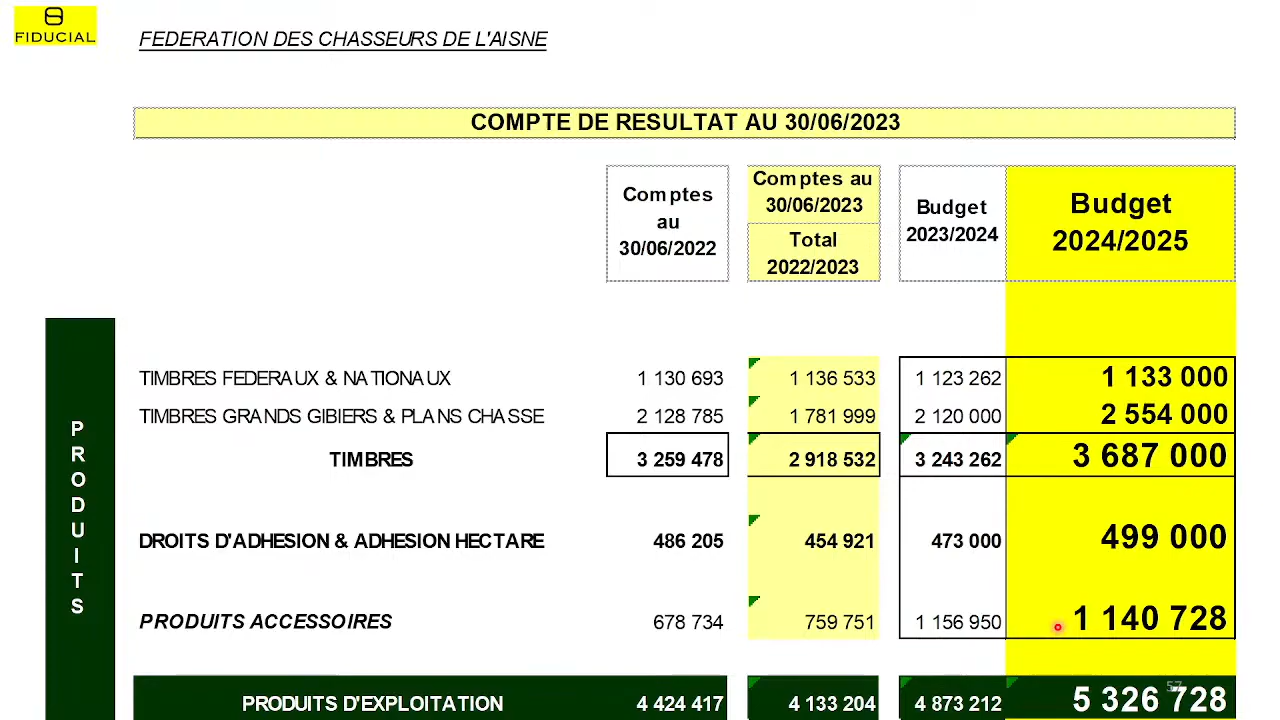 FIDUCIAL
FEDERATION DES CHASSEURS DE L'AISNE
COMPTE DE RESULTAT AU 30/06/2023
Comptes au 30/06/2022
Comptes au 30/06/2023
Total 2022/2023
Budget 2023/2024
Budget 2024/2025
PRODUITS
TIMBRES FEDERAUX & NATIONAUX 1 130 693 1 136 533 1 123 262 1 133 000
TIMBRES GRANDS GIBIERS & PLANS CHASSE 2 128 785 1 781 999 2 120 000 2 554 000
TIMBRES 3 259 478 2 918 532 3 243 262 3 687 000
DROITS D'ADHESION & ADHESION HECTARE 486 205 454 921 473 000 499 000
PRODUITS ACCESSOIRES 678 734 759 751 1 156 950 1 140 728
PRODUITS D'EXPLOITATION 4 424 417 4 133 204 4 873 212 5 326 728
57